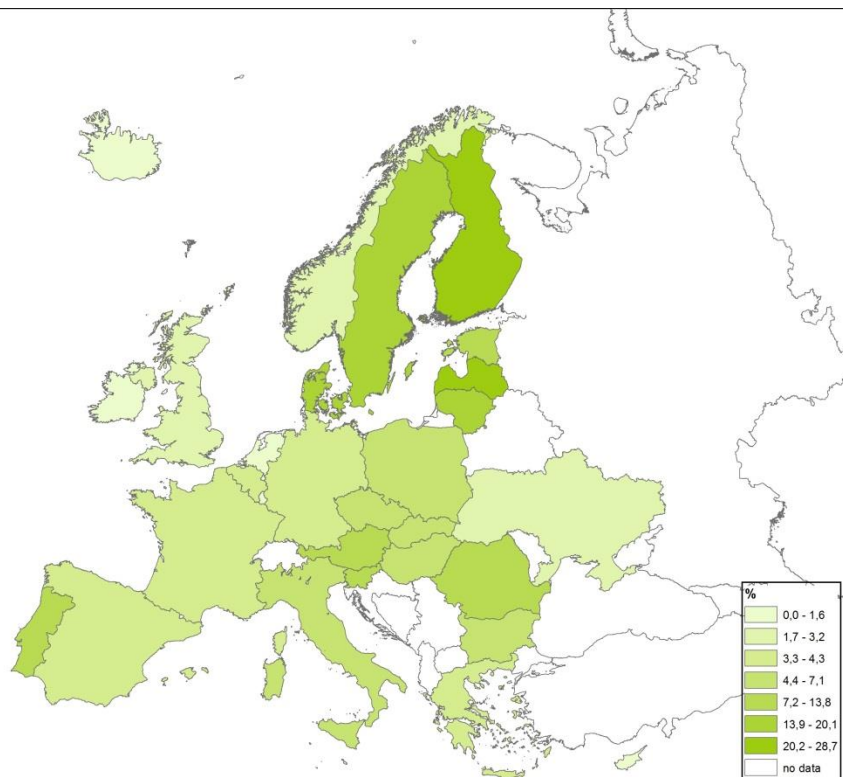 %
0,0 - 1,6
1,7 - 3,2
3,3 - 4,3
4,4 - 7,1
7,2 - 13,8
13,9 - 20,1
20,2 - 28,7
no data